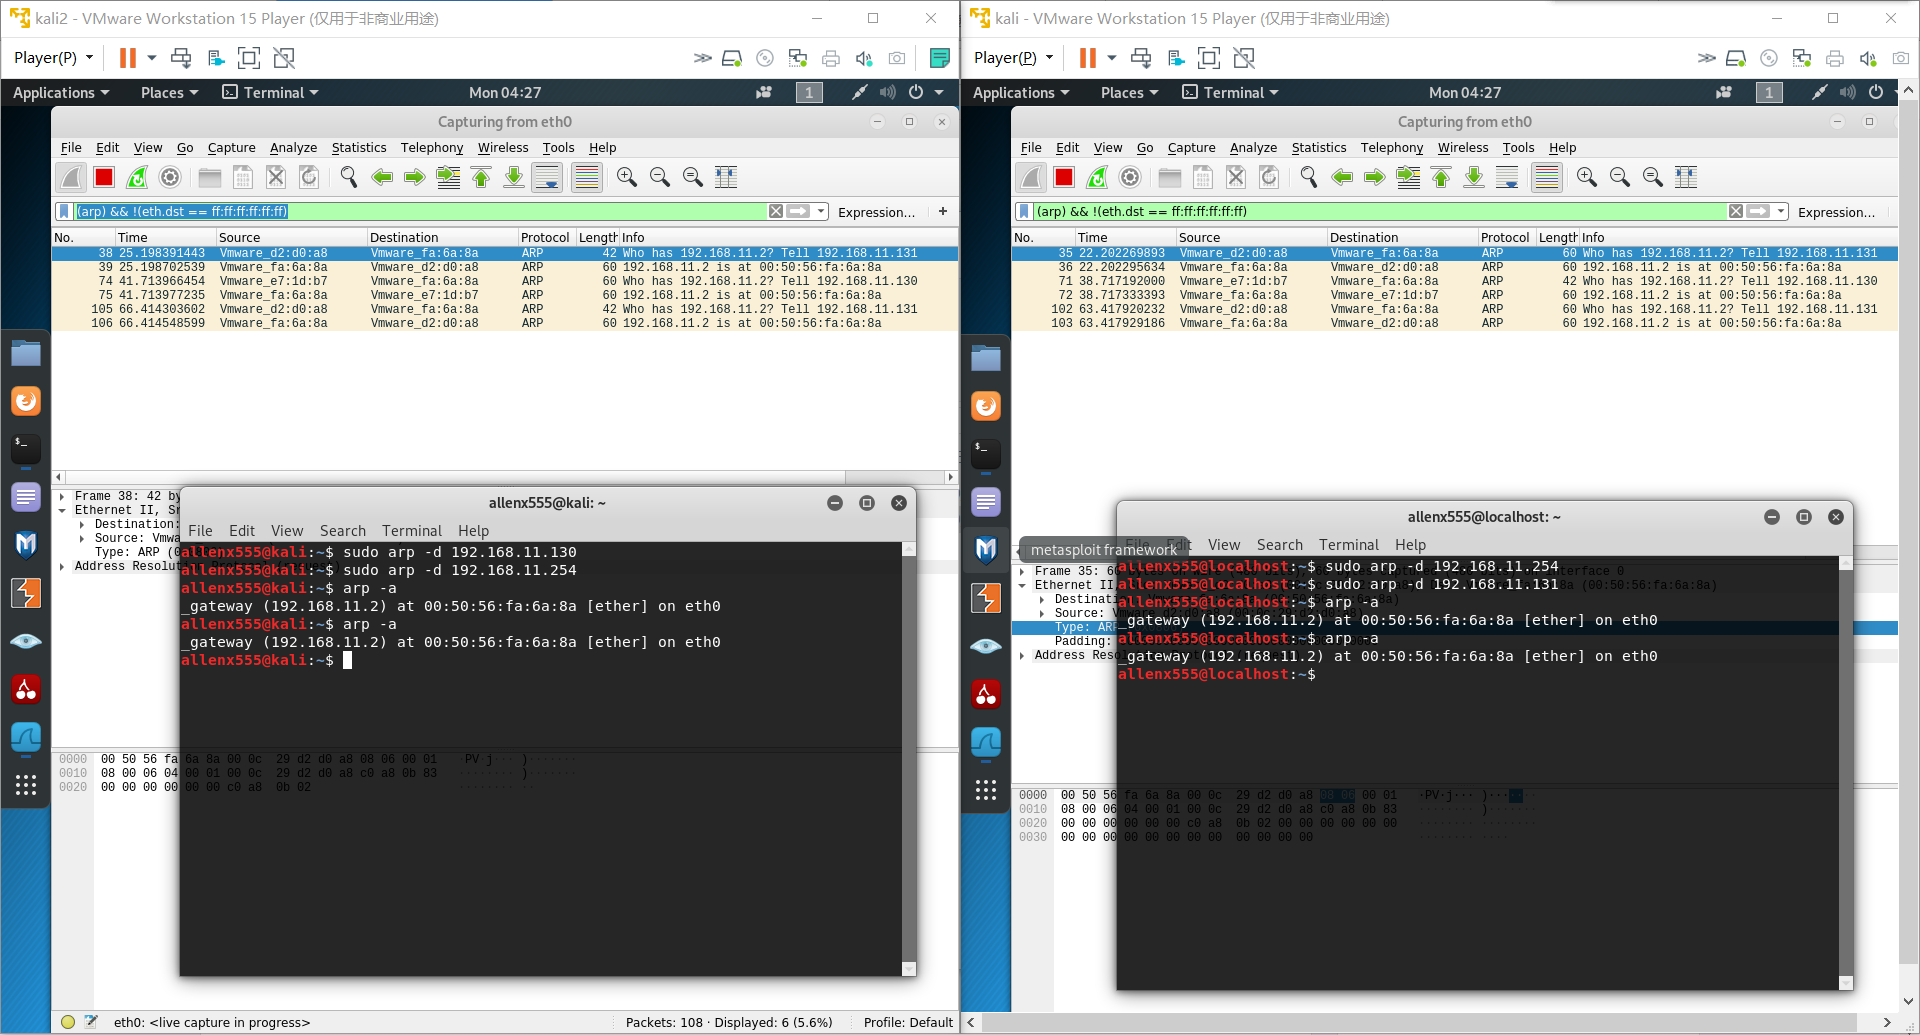 kali2 - VMware Workstation 15 Player (仅用于非商业用途)
Player(P)
Applications Places Terminal Mon 04:27 1
Capturing from eth0
File Edit View Go Capture Analyze Statistics Telephony Wireless Tools Help
(arp) && !(eth.dst == ff:ff:ff:ff:ff:ff) Expression... +
No. Time Source Destination Protocol Length Info
38 25.198391443 Vmware_d2:d0:a8 Vmware_fa:6a:8a ARP 42 Who has 192.168.11.2? Tell 192.168.11.131
39 25.198702539 Vmware_fa:6a:8a Vmware_d2:d0:a8 ARP 60 192.168.11.2 is at 00:50:56:fa:6a:8a
74 41.713966454 Vmware_e7:1d:b7 Vmware_fa:6a:8a ARP 60 Who has 192.168.11.2? Tell 192.168.11.130
75 41.713977235 Vmware_fa:6a:8a Vmware_e7:1d:b7 ARP 60 192.168.11.2 is at 00:50:56:fa:6a:8a
105 66.414303602 Vmware_fa:6a:8a Vmware_d2:d0:a8 ARP 42 Who has 192.168.11.2? Tell 192.168.11.131
106 66.414548599 Vmware_fa:6a:8a Vmware_d2:d0:a8 ARP 60 192.168.11.2 is at 00:50:56:fa:6a:8a
Frame 38: 42 by
Ethernet II, Sr
Destination:
Source: Vmwa
Type: ARP (0
Address Resolu
allenx555@kali: ~
File Edit View Search Terminal Help
allenx555@kali:~$ sudo arp -d 192.168.11.130
allenx555@kali:~$ sudo arp -d 192.168.11.254
allenx555@kali:~$ arp -a
_gateway (192.168.11.2) at 00:50:56:fa:6a:8a [ether] on eth0
allenx555@kali:~$ arp -a
_gateway (192.168.11.2) at 00:50:56:fa:6a:8a [ether] on eth0
allenx555@kali:~$
0000 00 50 56 fa 6a 8a 00 0c 29 d2 d0 a8 08 06 00 01 ·PV·j··· )·······
0010 08 00 06 04 00 01 00 0c 29 d2 d0 a8 c0 a8 0b 83 ········ )·······
0020 00 00 00 00 00 00 c0 a8 0b 02 ········ ··
eth0: <live capture in progress> Packets: 108 · Displayed: 6 (5.6%) Profile: Default
kali - VMware Workstation 15 Player (仅用于非商业用途)
Player(P)
Applications Places Terminal Mon 04:27 1
Capturing from eth0
File Edit View Go Capture Analyze Statistics Telephony Wireless Tools Help
(arp) && !(eth.dst == ff:ff:ff:ff:ff:ff) Expression...
No. Time Source Destination Protocol Length Info
35 22.202269893 Vmware_d2:d0:a8 Vmware_fa:6a:8a ARP 60 Who has 192.168.11.2? Tell 192.168.11.131
36 22.202295634 Vmware_fa:6a:8a Vmware_d2:d0:a8 ARP 60 192.168.11.2 is at 00:50:56:fa:6a:8a
71 38.717192000 Vmware_e7:1d:b7 Vmware_fa:6a:8a ARP 42 Who has 192.168.11.2? Tell 192.168.11.130
72 38.717333393 Vmware_fa:6a:8a Vmware_e7:1d:b7 ARP 60 192.168.11.2 is at 00:50:56:fa:6a:8a
102 63.417920232 Vmware_fa:6a:8a Vmware_d2:d0:a8 ARP 60 Who has 192.168.11.2? Tell 192.168.11.131
103 63.417929186 Vmware_fa:6a:8a Vmware_d2:d0:a8 ARP 60 192.168.11.2 is at 00:50:56:fa:6a:8a
allenx555@localhost: ~
File Edit View Search Terminal Help
metasploit framework
Frame 35: 60
Ethernet II,
Destinat
Source:
Type: ARP
Padding:
Address Reso
allenx555@localhost:~$ sudo arp -d 192.168.11.254
allenx555@localhost:~$ sudo arp -d 192.168.11.131
allenx555@localhost:~$ arp -a
_gateway (192.168.11.2) at 00:50:56:fa:6a:8a [ether] on eth0
allenx555@localhost:~$ arp -a
_gateway (192.168.11.2) at 00:50:56:fa:6a:8a [ether] on eth0
allenx555@localhost:~$
0000 00 50 56 fa 6a 8a 00 0c 29 d2 d0 a8 08 06 00 01 ·PV·j··· )·······
0010 08 00 06 04 00 01 00 0c 29 d2 d0 a8 c0 a8 0b 83 ········ )·······
0020 00 00 00 00 00 00 c0 a8 0b 02 00 00 00 00 00 00 ········ ········
0030 00 00 00 00 00 00 00 00 00 00 00 00 ········ ····